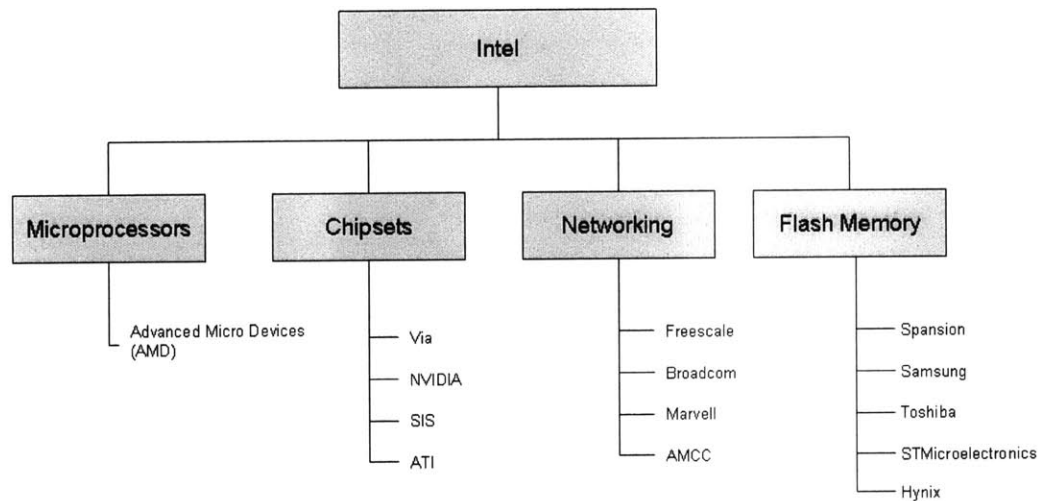 Intel
Microprocessors
Chipsets
Networking
Flash Memory
Advanced Micro Devices
(AMD)
Via
NVIDIA
SIS
ATI
Freescale
Broadcom
Marvell
AMCC
Spansion
Samsung
Toshiba
STMicroelectronics
Hynix